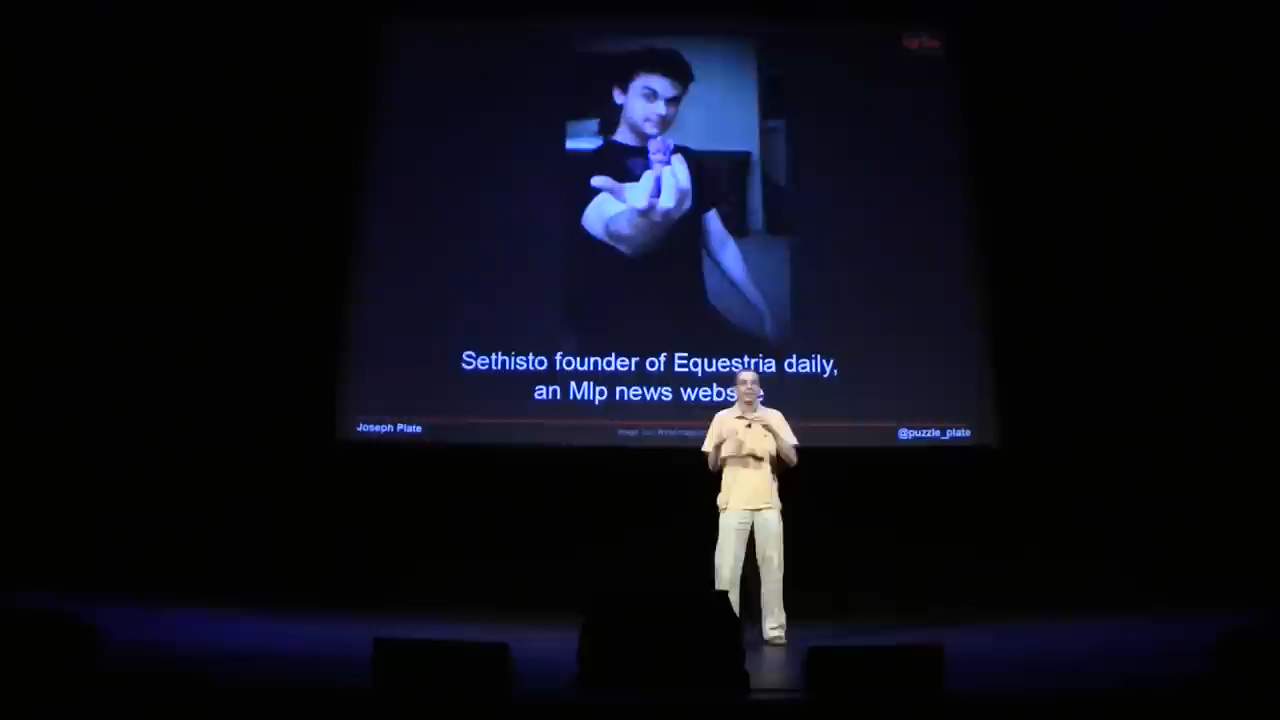 Sethisto founder of Equestria daily,
an Mlp news
Joseph Plate
@puzzle_plate